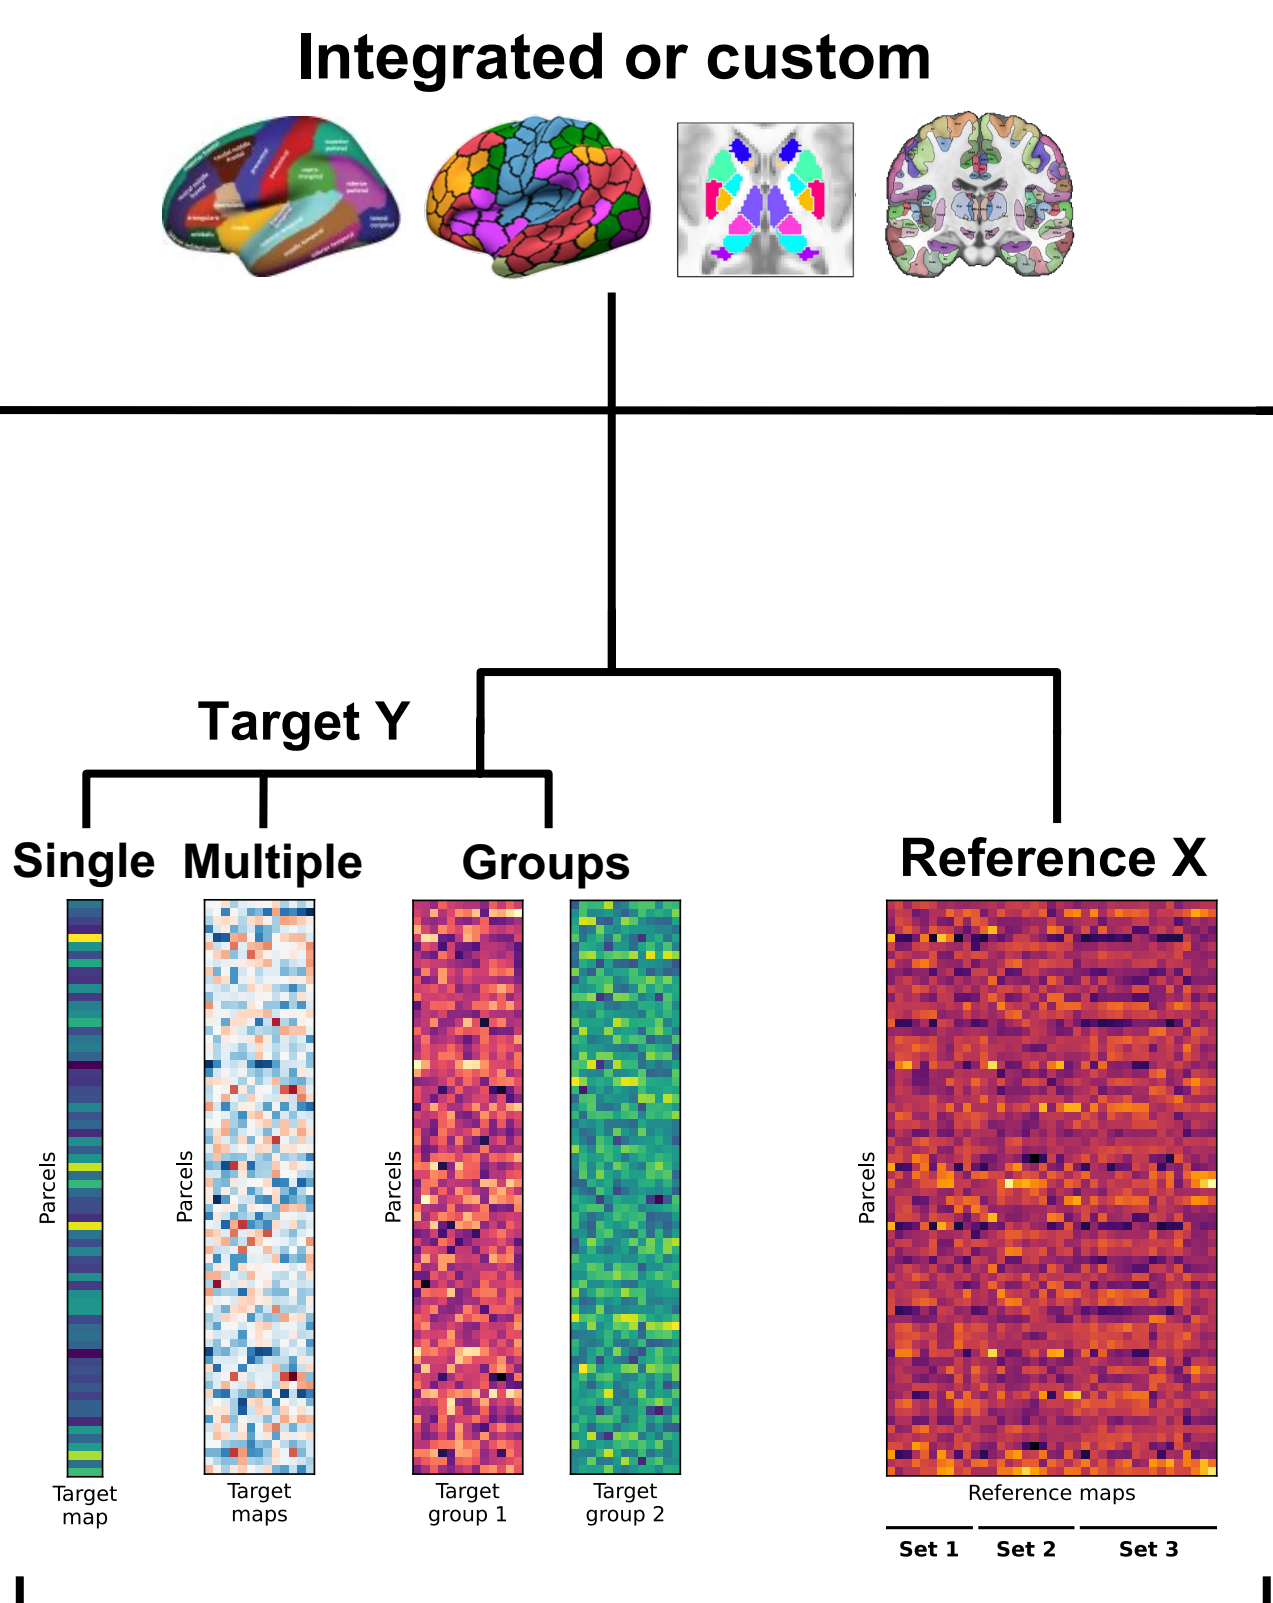 Integrated or custom
Target Y
Single
Multiple
Groups
Reference X
Parcels
Parcels
Parcels
Parcels
Target
map
Target
maps
Target
group 1
Target
group 2
Reference maps
Set 1
Set 2
Set 3